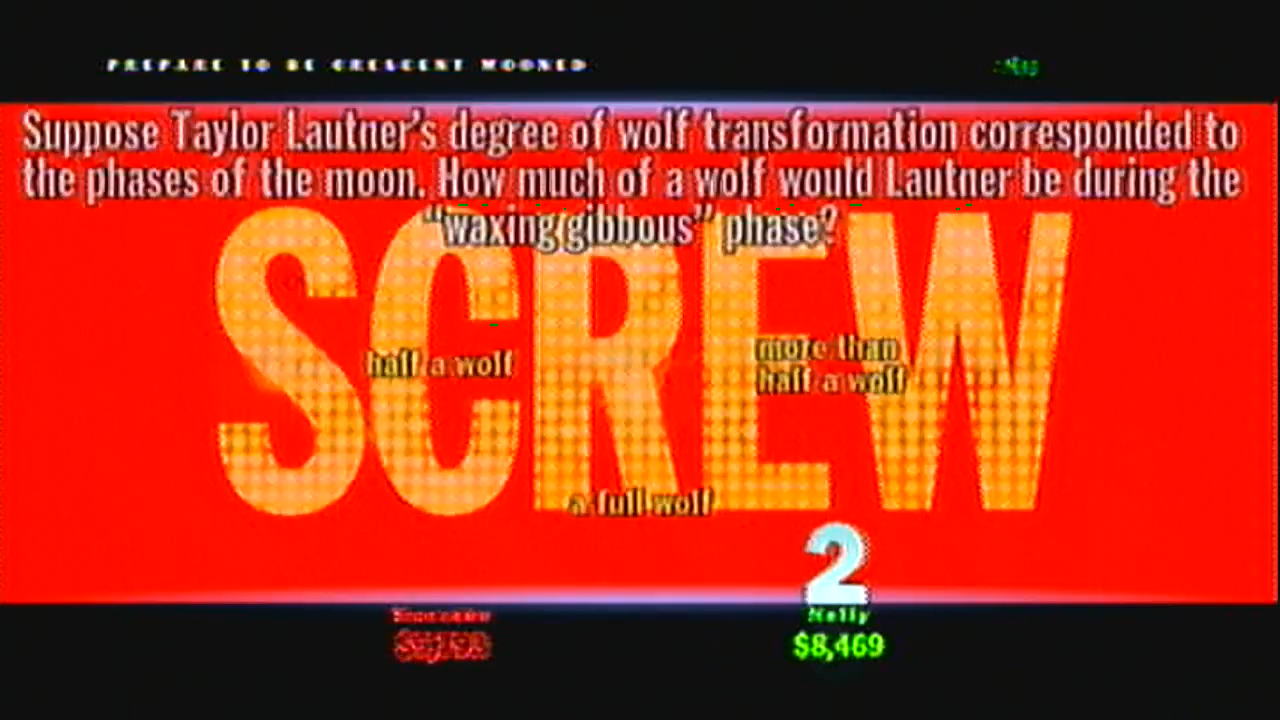 PREPARE TO BE CRESCENT MOONED
Suppose Taylor Lautner's degree of wolf transformation corresponded to
the phases of the moon. How much of a wolf would Lautner be during the
"waxing gibbous" phase?
SCREW
half a wolf
more than
half a wolf
a full wolf
2
Nelly
$8,469